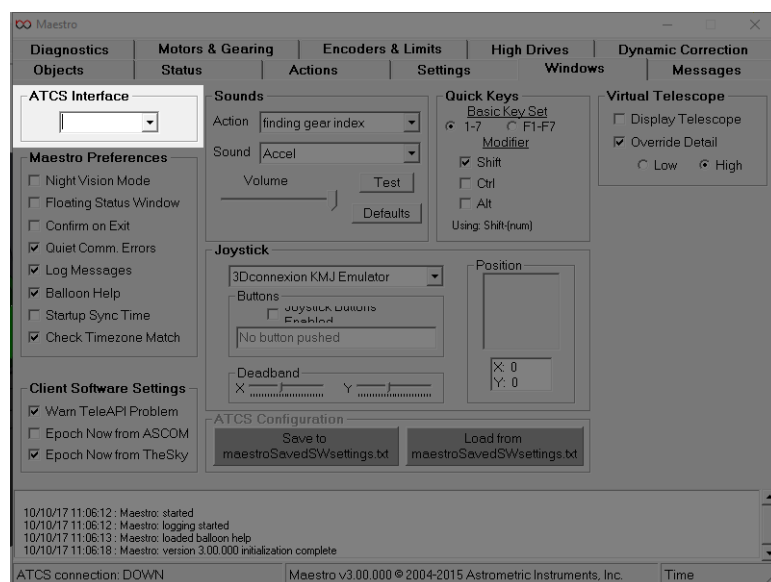 Maestro
Diagnostics Motors & Gearing Encoders & Limits High Drives Dynamic Correction
Objects Status Actions Settings Windows Messages
ATCS Interface
Maestro Preferences
Night Vision Mode
Floating Status
Window
Confirm on Exit
Quiet Comm. Errors
Log Messages
Balloon Help
Startup Sync Time
Check Timezone Match
Client Software Settings
Warn TeleAPI Problem
Epoch Now from ASCOM
Epoch Now from TheSky
Sounds
Action finding gear index
Sound Accel
Volume Test
Defaults
Quick Keys
Basic Key Set
1-7 F1-F7
Modifier
Shift
Ctrl
Alt
Using: Shift-(num)
Virtual Telescope
Display Telescope
Override Detail
Low High
Joystick
3Dconnexion KMJ Emulator
Buttons
Joystick Buttons
Enabled
No button pushed
Deadband
X Y
Position
X: 0
Y: 0
ATCS Configuration
Save to
maestroSavedSWsettings.txt
Load from
maestroSavedSWsettings.txt
10/10/17 11:06:12 : Maestro: started
10/10/17 11:06:12 : Maestro: logging started
10/10/17 11:06:13 : Maestro: loaded balloon help
10/10/17 11:06:18 : Maestro: version 3.00.000 initialization complete
ATCS connection: DOWN Maestro v3.00.000 © 2004-2015 Astrometric Instruments, Inc. Time